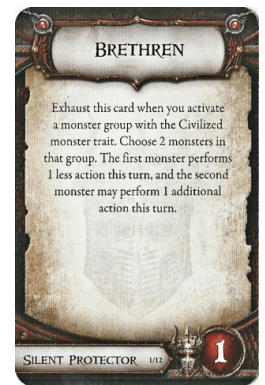 BRETHREN
Exhaust this card when you activate
a monster group with the Civilized
monster trait. Choose 2 monsters in
that group. The first monster performs
1 less action this turn, and the second
monster may perform 1 additional
action this turn.
SILENT PROTECTOR 1/12 1